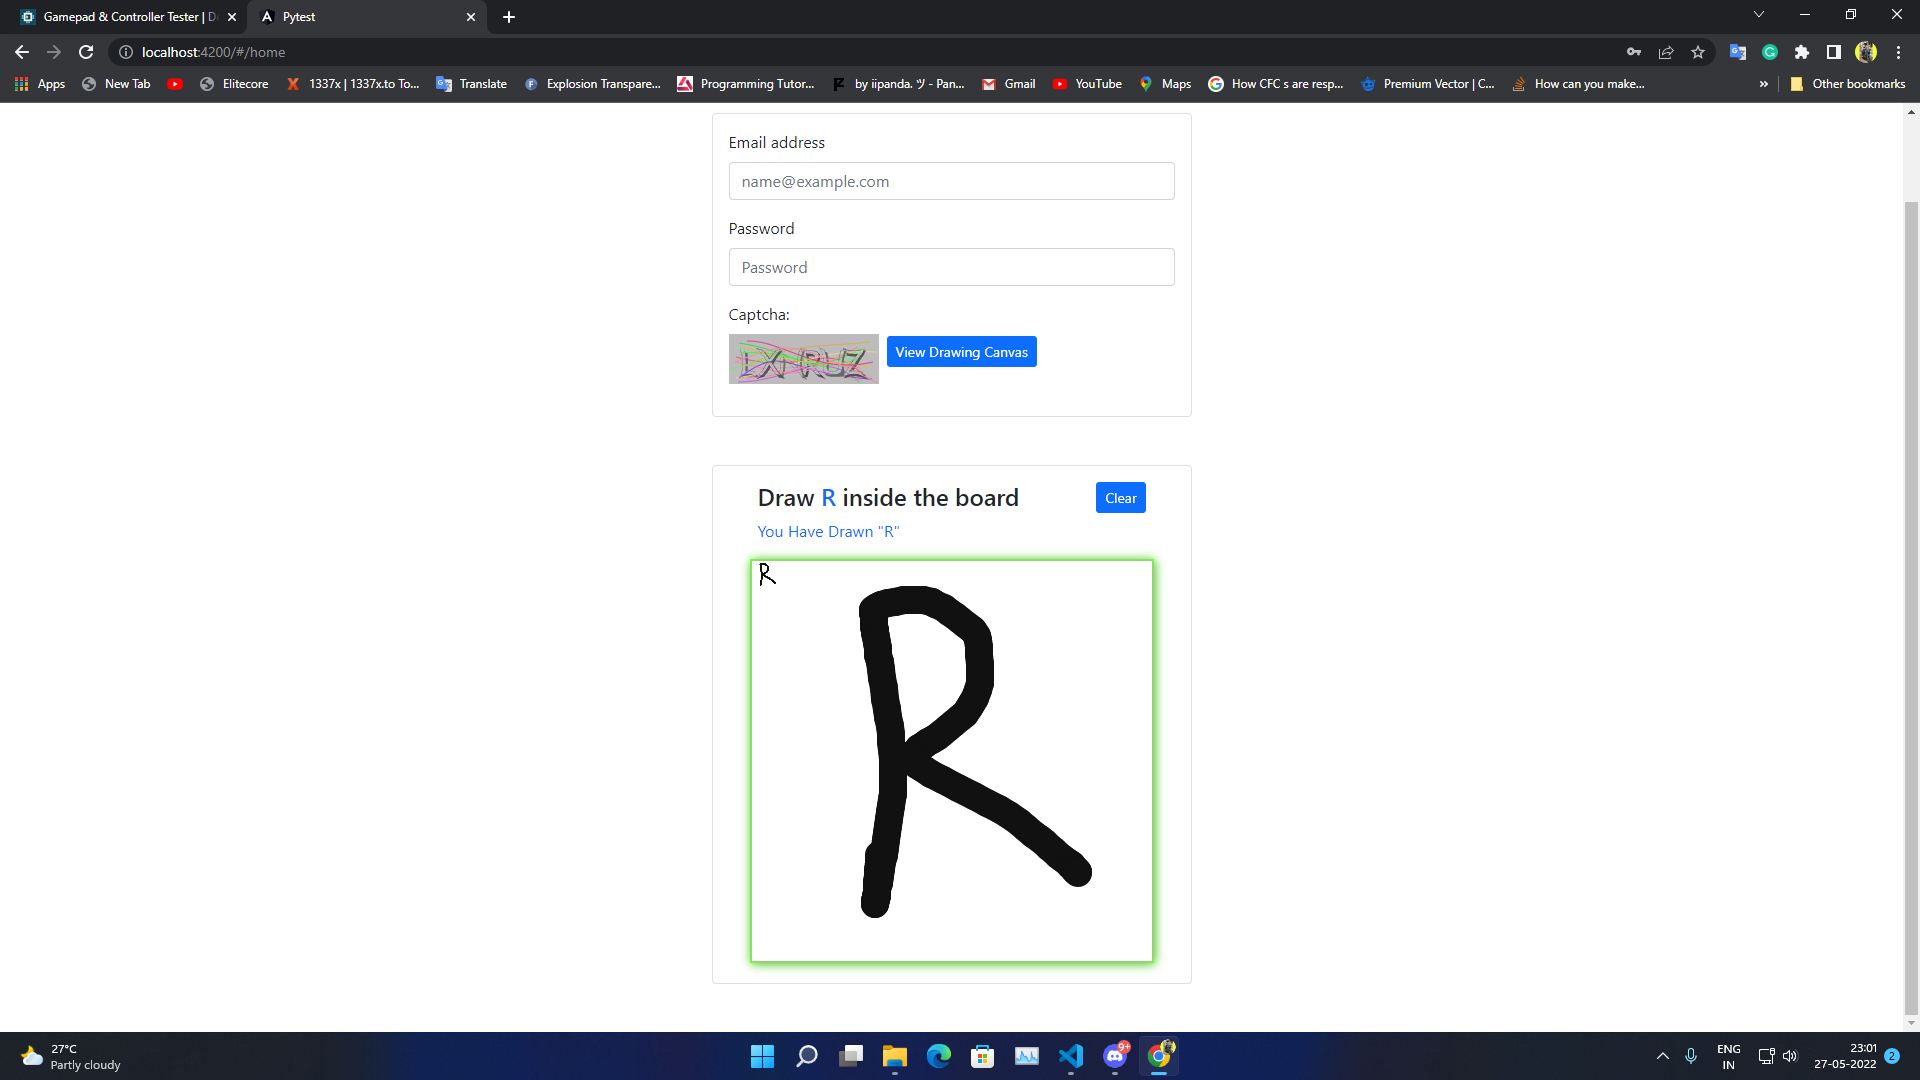 Gamepad & Controller Tester | D
Pytest
localhost:4200/#/home
Apps
New Tab
Elitecore
1337x | 1337x.to To...
Translate
Explosion Transpare...
Programming Tutor...
by iipanda. ツ - Pan...
Gmail
YouTube
Maps
How CFC s are resp...
Premium Vector | C...
How can you make...
»
Other bookmarks
Email address
name@example.com
Password
Password
Captcha:
View Drawing Canvas
Draw R inside the board
Clear
You Have Drawn "R"
R
R
27°C
Partly cloudy
9+
ENG
IN
23:01
27-05-2022
2